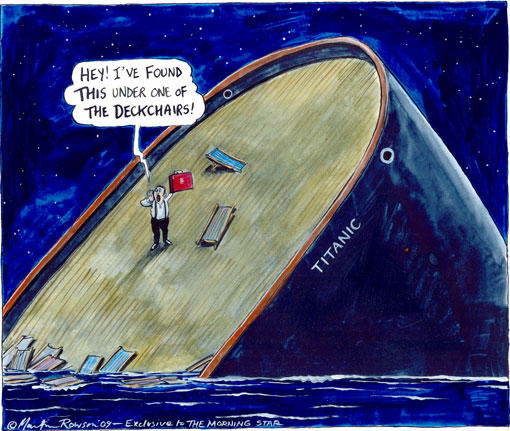 HEY! I'VE FOUND
THIS UNDER ONE OF
THE DECKCHAIRS!
TITANIC
© Martin Rowson '09 – EXCLUSIVE TO THE MORNING STAR